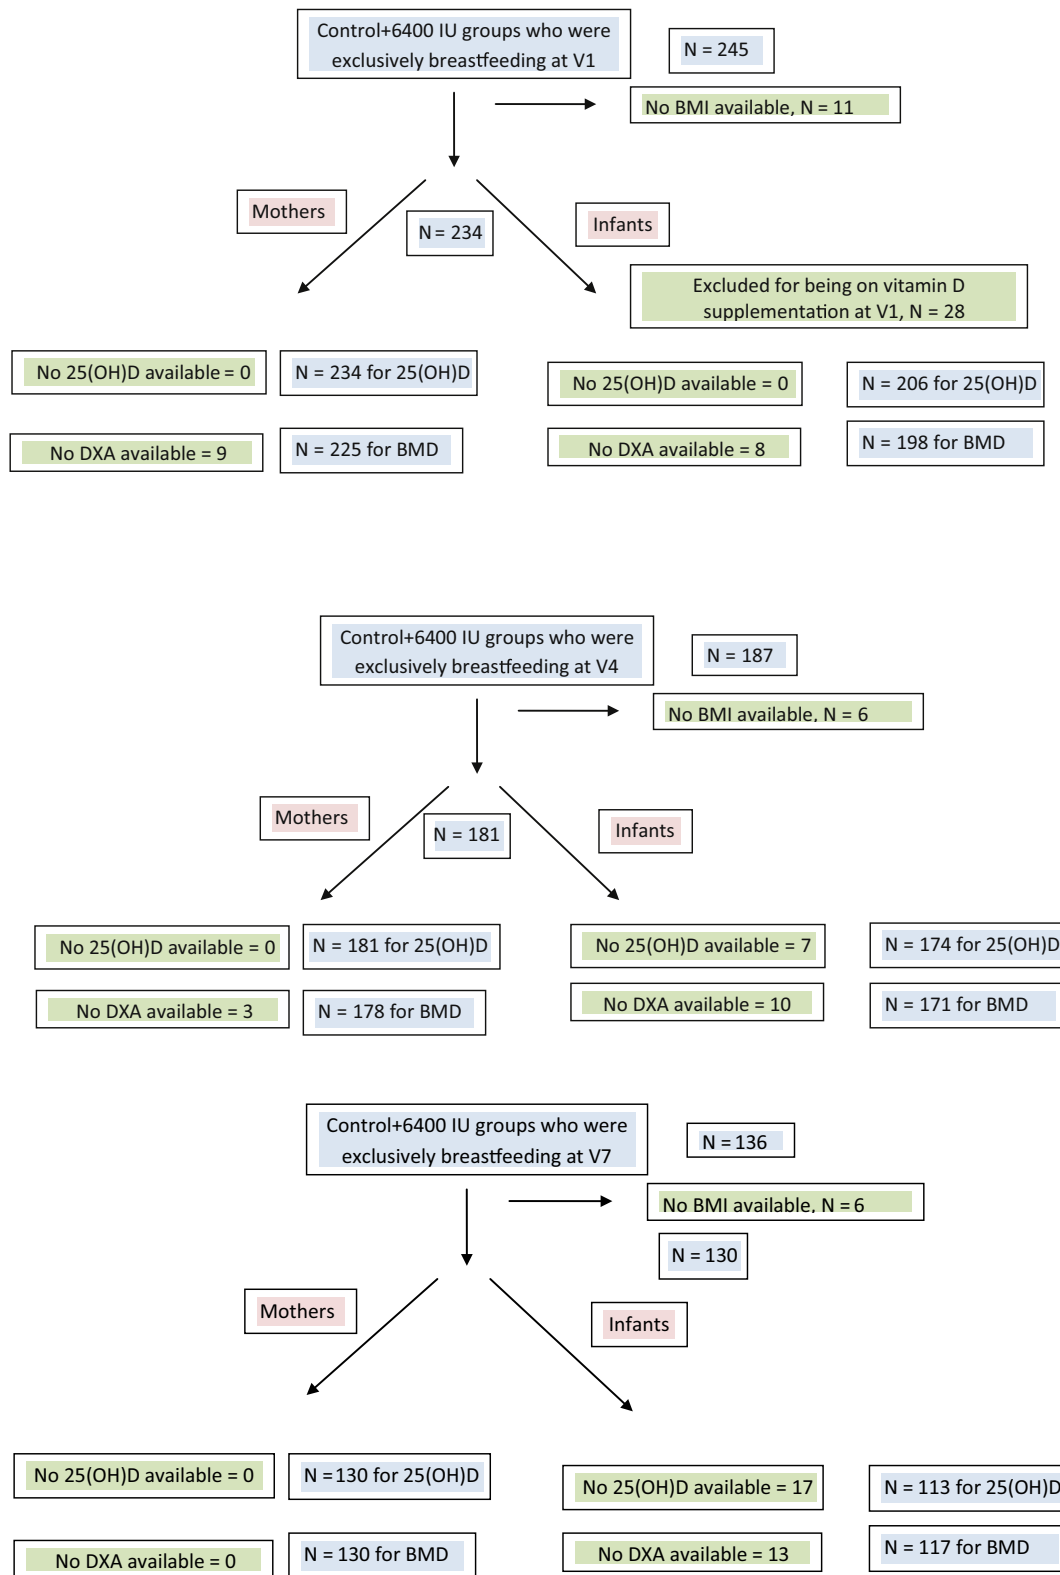 Control+6400 IU groups who were
exclusively breastfeeding at V1
N = 245
No BMI available, N = 11
Mothers
N = 234
Infants
Excluded for being on vitamin D
supplementation at V1, N = 28
No 25(OH)D available = 0
N = 234 for 25(OH)D
No 25(OH)D available = 0
N = 206 for 25(OH)D
No DXA available = 9
N = 225 for BMD
No DXA available = 8
N = 198 for BMD
Control+6400 IU groups who were
exclusively breastfeeding at V4
N = 187
No BMI available, N = 6
Mothers
N = 181
Infants
No 25(OH)D available = 0
N = 181 for 25(OH)D
No 25(OH)D available = 7
N = 174 for 25(OH)D
No DXA available = 3
N = 178 for BMD
No DXA available = 10
N = 171 for BMD
Control+6400 IU groups who were
exclusively breastfeeding at V7
N = 136
No BMI available, N = 6
N = 130
Mothers
Infants
No 25(OH)D available = 0
N =130 for 25(OH)D
No 25(OH)D available = 17
N = 113 for 25(OH)D
No DXA available = 0
N = 130 for BMD
No DXA available = 13
N = 117 for BMD